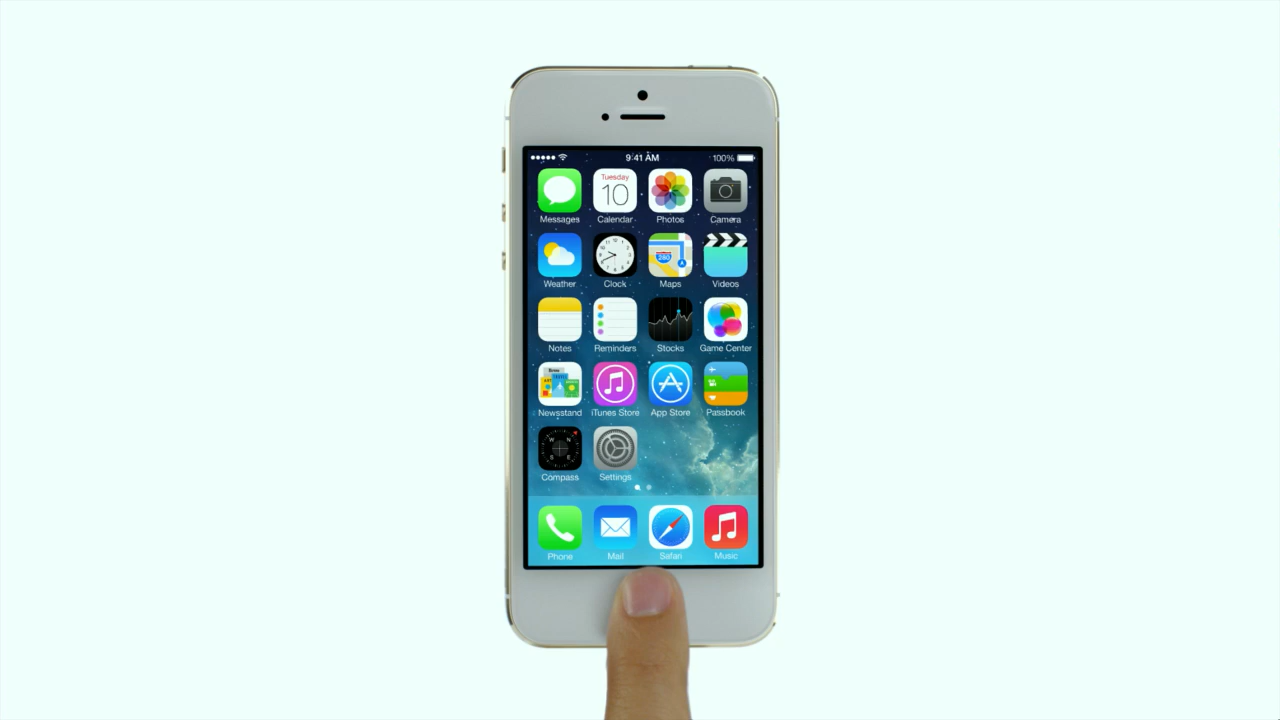 9:41 AM 100%
Tuesday
10
Messages Calendar Photos Camera
280
Weather Clock Maps Videos
Notes Reminders Stocks Game Center
Newsstand iTunes Store App Store Passbook
W N
S E
Compass Settings
Phone Mail Safari Music